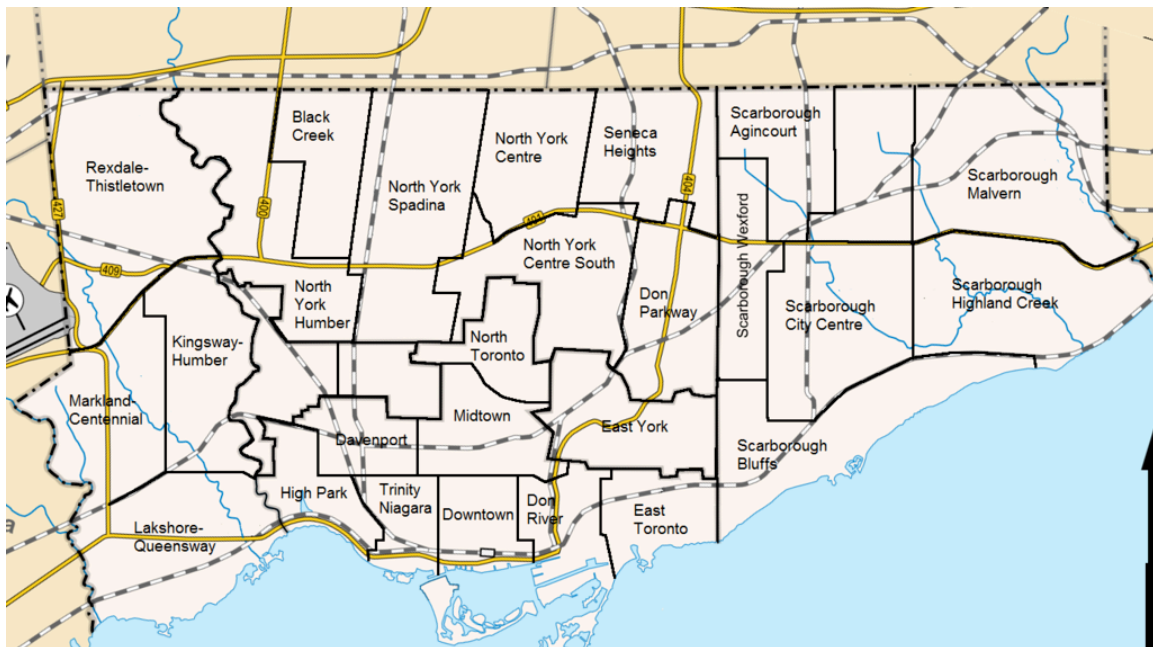 Black
Creek
North York
Centre
Seneca
Heights
Scarborough
Agincourt
Rexdale-
Thistletown
North York
Spadina
Scarborough
Malvern
427
400
401
404
409
North York
Centre South
Scarborough Wexford
North
York
Humber
Don
Parkway
Scarborough
City Centre
Scarborough
Highland Creek
Kingsway-
Humber
North
Toronto
Markland-
Centennial
Midtown
Davenport
East York
Scarborough
Bluffs
High Park
Trinity
Niagara
Downtown
Don
River
East
Toronto
Lakshore-
Queensway